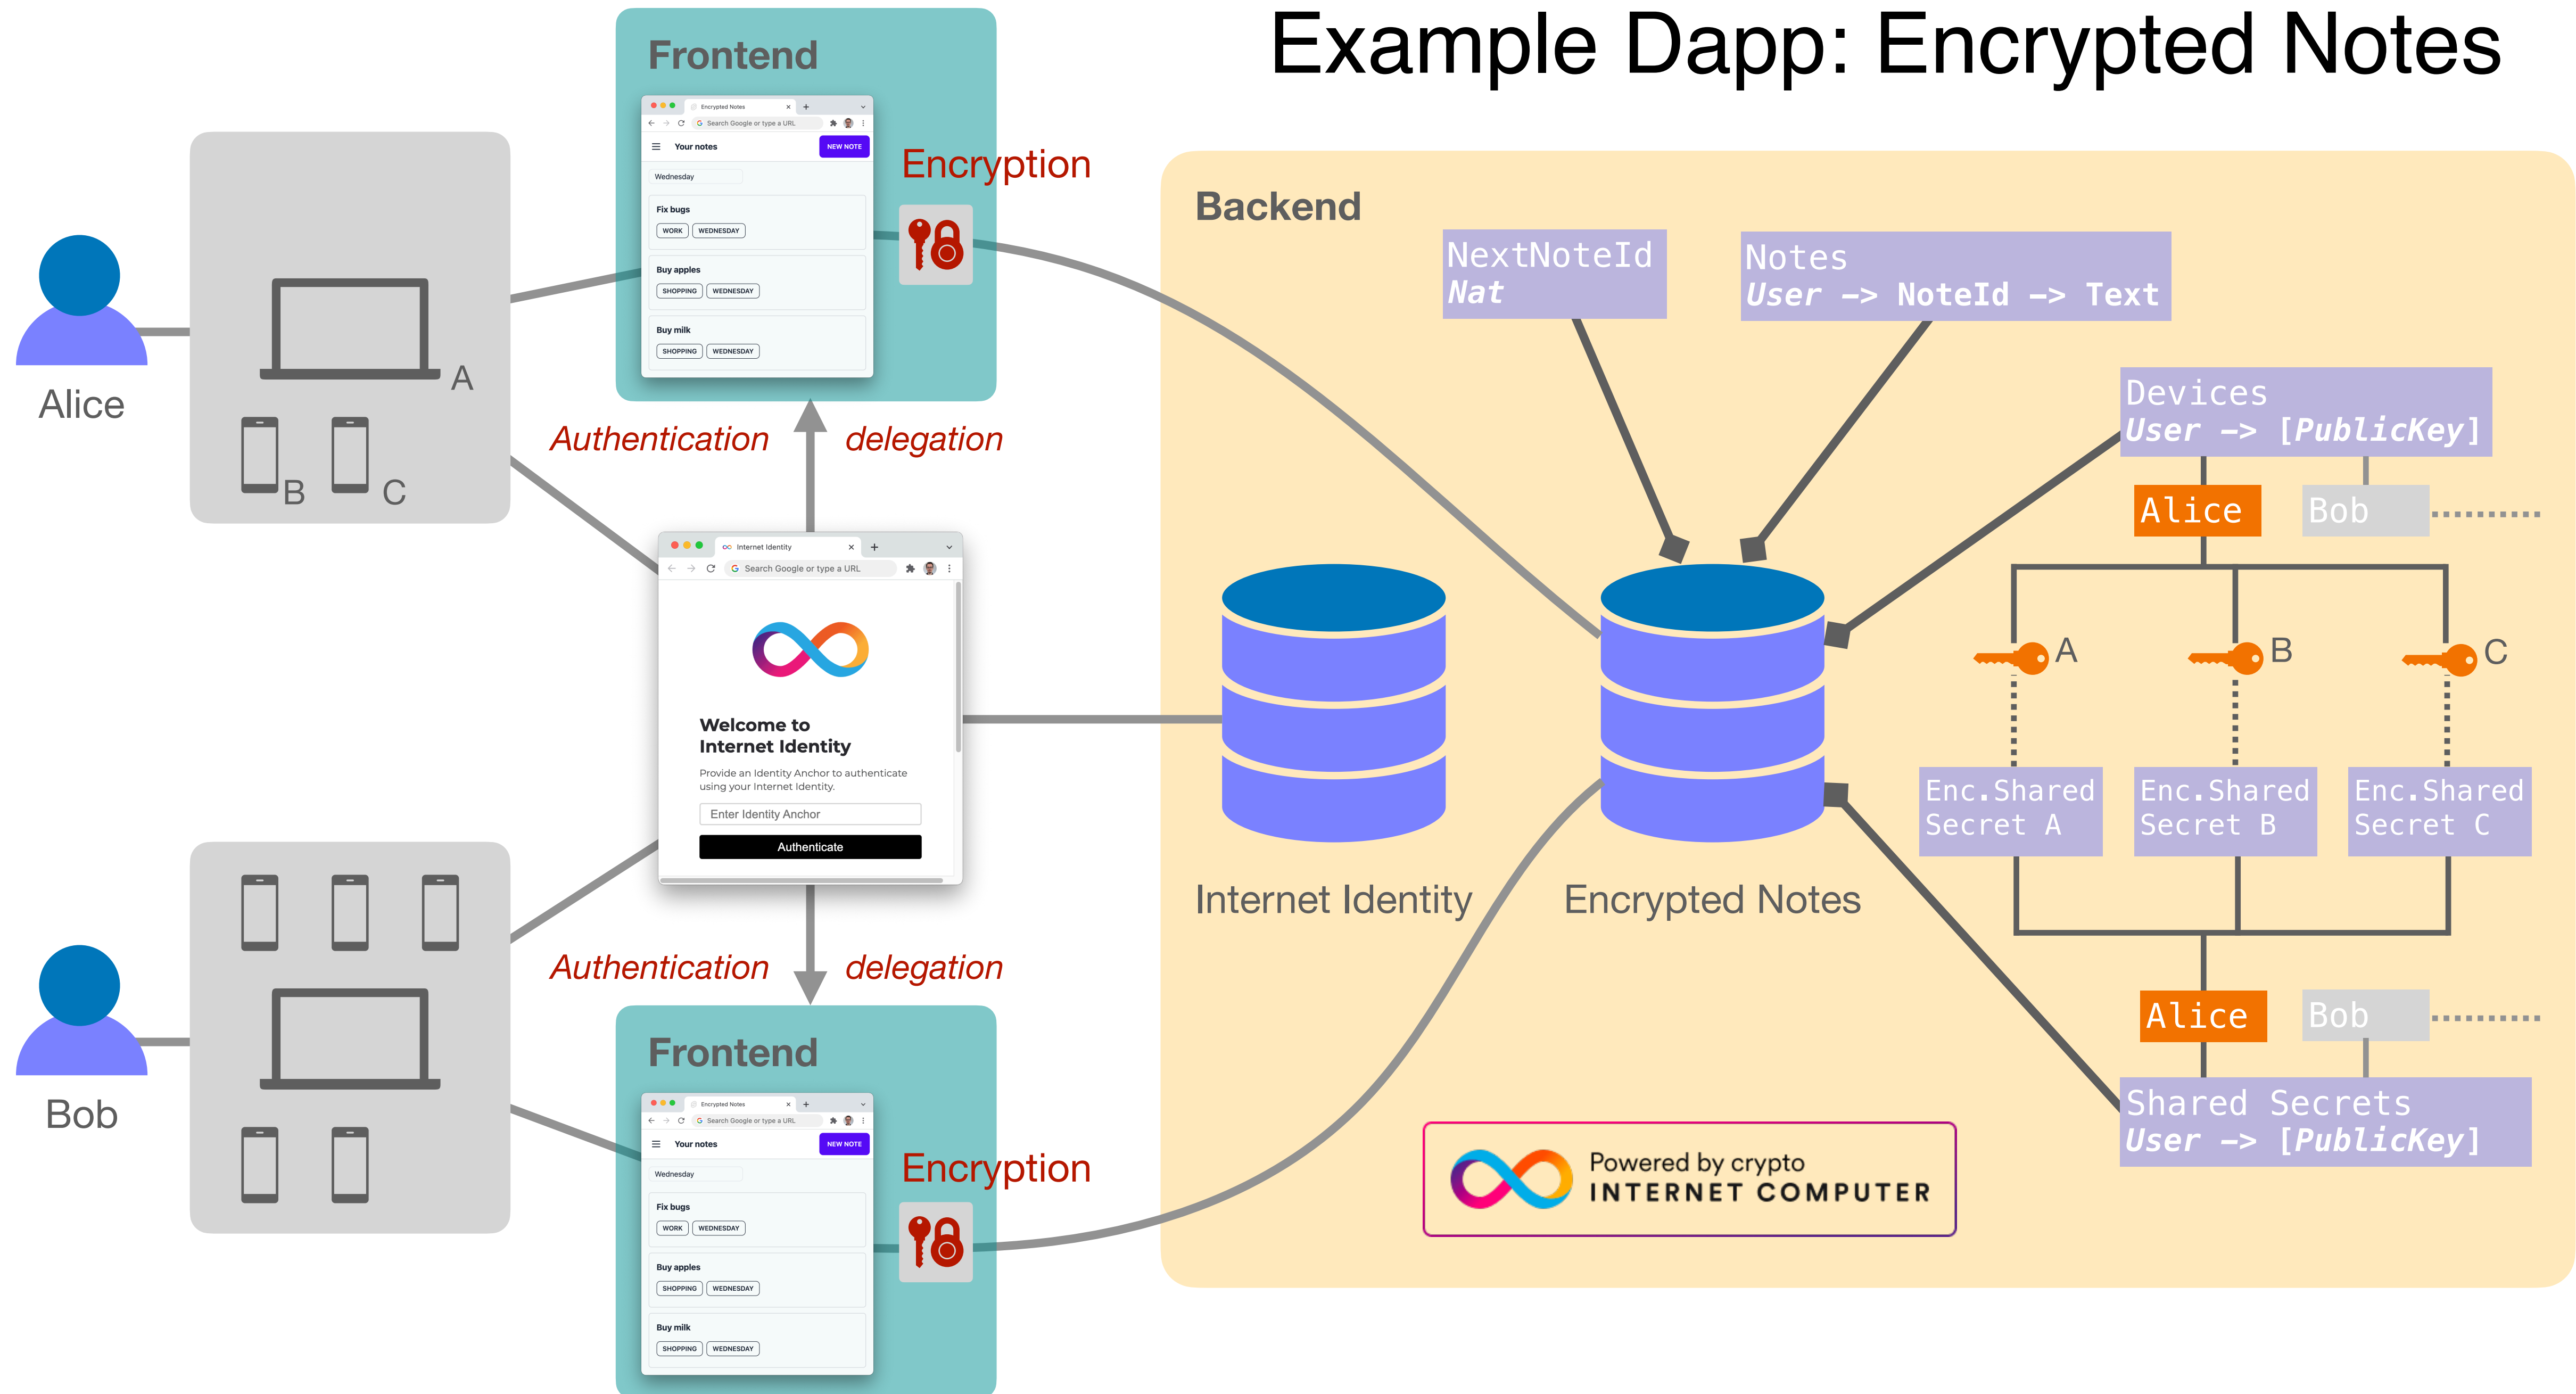 Example Dapp: Encrypted Notes
Alice
A
B
C
Frontend
Encrypted Notes
Search Google or type a URL
Your notes
NEW NOTE
Wednesday
Fix bugs
WORK WEDNESDAY
Buy apples
SHOPPING WEDNESDAY
Buy milk
SHOPPING WEDNESDAY
Encryption
Authentication delegation
Internet Identity
Search Google or type a URL
Welcome to
Internet Identity
Provide an Identity Anchor to authenticate
using your Internet Identity.
Enter Identity Anchor
Authenticate
Authentication delegation
Bob
Frontend
Encrypted Notes
Search Google or type a URL
Your notes
NEW NOTE
Wednesday
Fix bugs
WORK WEDNESDAY
Buy apples
SHOPPING WEDNESDAY
Buy milk
SHOPPING WEDNESDAY
Encryption
Backend
NextNoteId
Nat
Notes
User -> NoteId -> Text
Devices
User -> [PublicKey]
Alice
Bob
A
B
C
Enc.Shared
Secret A
Enc.Shared
Secret B
Enc.Shared
Secret C
Internet Identity
Encrypted Notes
Alice
Bob
Shared Secrets
User -> [PublicKey]
Powered by crypto
INTERNET COMPUTER